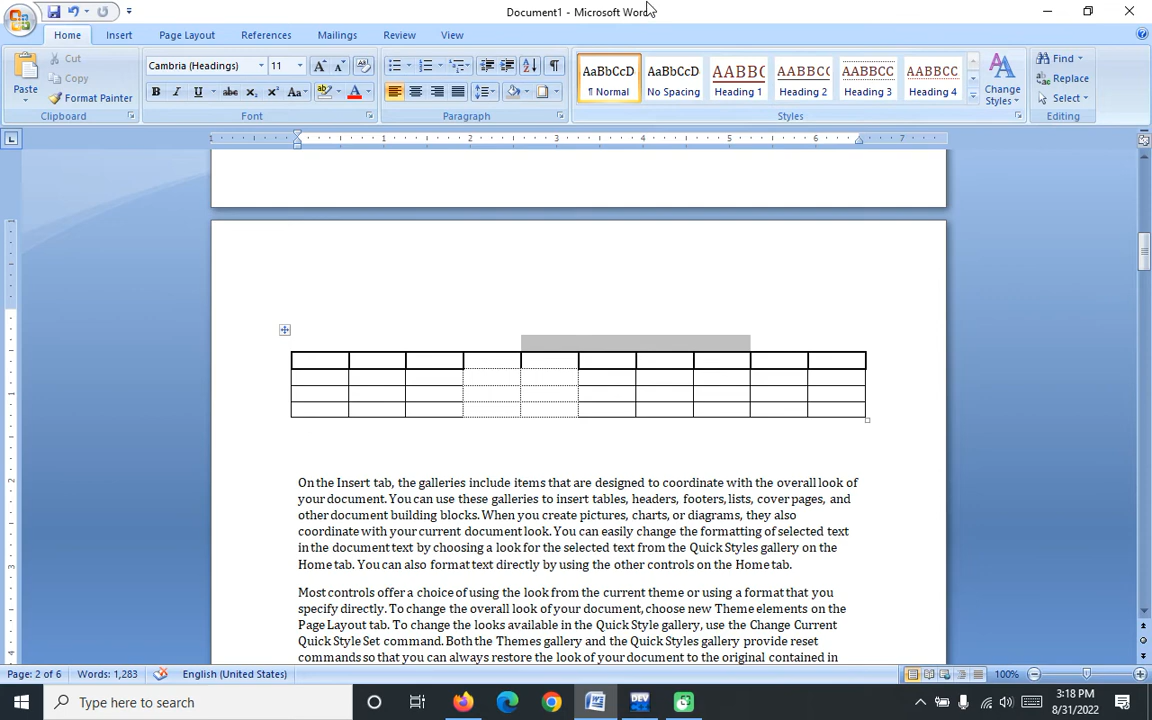 Document1 - Microsoft Word
Home Insert Page Layout References Mailings Review View
Paste
Cut
Copy
Format Painter
Clipboard
Cambria (Headings) 11
Font
Paragraph
AaBbCcD ¶ Normal
AaBbCcD No Spacing
AABBCC Heading 1
AABBCC Heading 2
AABBCC Heading 3
AABBCC Heading 4
Change Styles
Styles
Find
Replace
Select
Editing
1 1 2 3 4 5 6 7
On the Insert tab, the galleries include items that are designed to coordinate with the overall look of
your document. You can use these galleries to insert tables, headers, footers, lists, cover pages, and
other document building blocks. When you create pictures, charts, or diagrams, they also
coordinate with your current document look. You can easily change the formatting of selected text
in the document text by choosing a look for the selected text from the Quick Styles gallery on the
Home tab. You can also format text directly by using the other controls on the Home tab.
Most controls offer a choice of using the look from the current theme or using a format that you
specify directly. To change the overall look of your document, choose new Theme elements on the
Page Layout tab. To change the looks available in the Quick Style gallery, use the Change Current
Quick Style Set command. Both the Themes gallery and the Quick Styles gallery provide reset
commands so that you can always restore the look of your document to the original contained in
Page: 2 of 6 Words: 1,283 English (United States) 100%
Type here to search
3:18 PM
8/31/2022